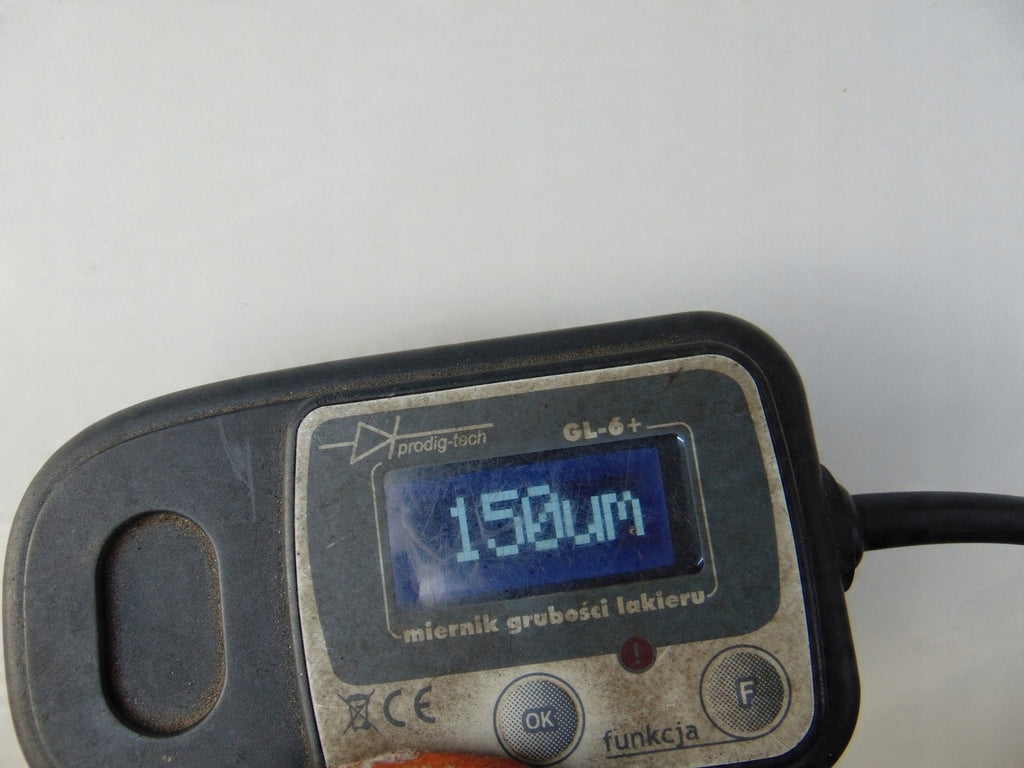 prodig-tech GL-6+
150um
miernik grubości lakieru
!
CE OK funkcja F